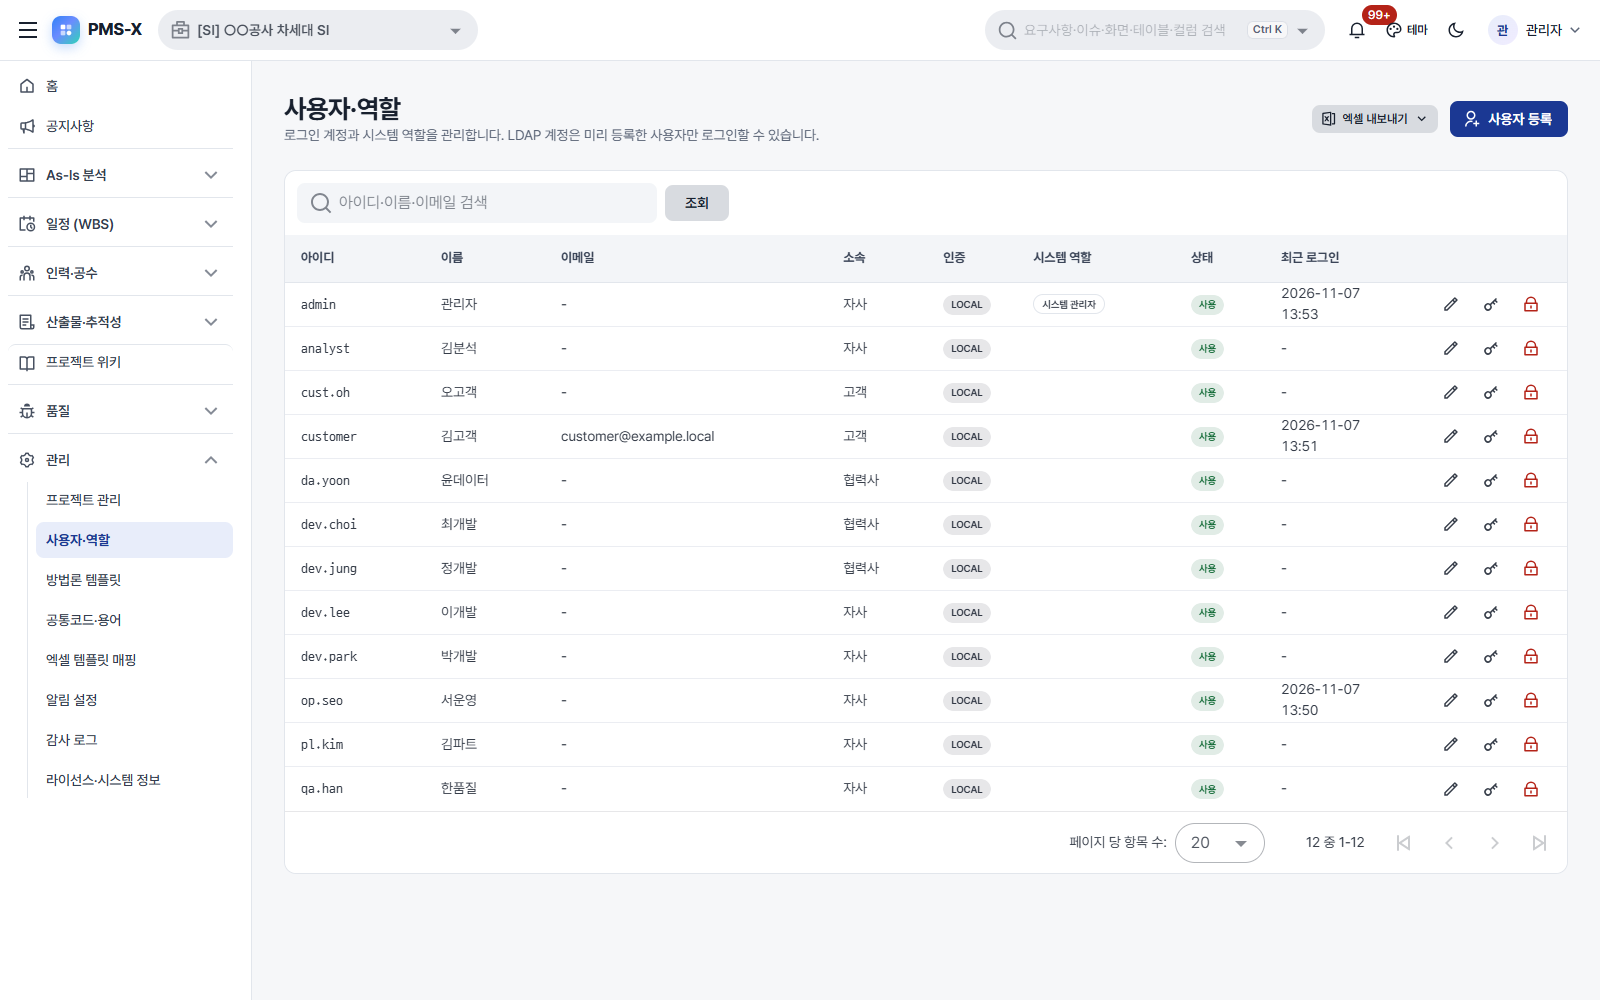 PMS-X
[SI] 〇〇공사 차세대 SI
요구사항·이슈·화면·테이블·컬럼 검색
Ctrl K
99+
테마
관
관리자
홈
공지사항
As-Is 분석
일정 (WBS)
인력·공수
산출물·추적성
프로젝트 위키
품질
관리
프로젝트 관리
사용자·역할
방법론 템플릿
공통코드·용어
엑셀 템플릿 매핑
알림 설정
감사 로그
라이선스·시스템 정보
사용자·역할
로그인 계정과 시스템 역할을 관리합니다. LDAP 계정은 미리 등록한 사용자만 로그인할 수 있습니다.
엑셀 내보내기
사용자 등록
아이디·이름·이메일 검색
조회
아이디 이름 이메일 소속 인증 시스템 역할 상태 최근 로그인
admin 관리자 - 자사 LOCAL 시스템 관리자 사용 2026-11-07 13:53
analyst 김분석 - 자사 LOCAL 사용 -
cust.oh 오고객 - 고객 LOCAL 사용 -
customer 김고객 customer@example.local 고객 LOCAL 사용 2026-11-07 13:51
da.yoon 윤데이터 - 협력사 LOCAL 사용 -
dev.choi 최개발 - 협력사 LOCAL 사용 -
dev.jung 정개발 - 협력사 LOCAL 사용 -
dev.lee 이개발 - 자사 LOCAL 사용 -
dev.park 박개발 - 자사 LOCAL 사용 -
op.seo 서운영 - 자사 LOCAL 사용 2026-11-07 13:50
pl.kim 김파트 - 자사 LOCAL 사용 -
qa.han 한품질 - 자사 LOCAL 사용 -
페이지 당 항목 수: 20 12 중 1-12